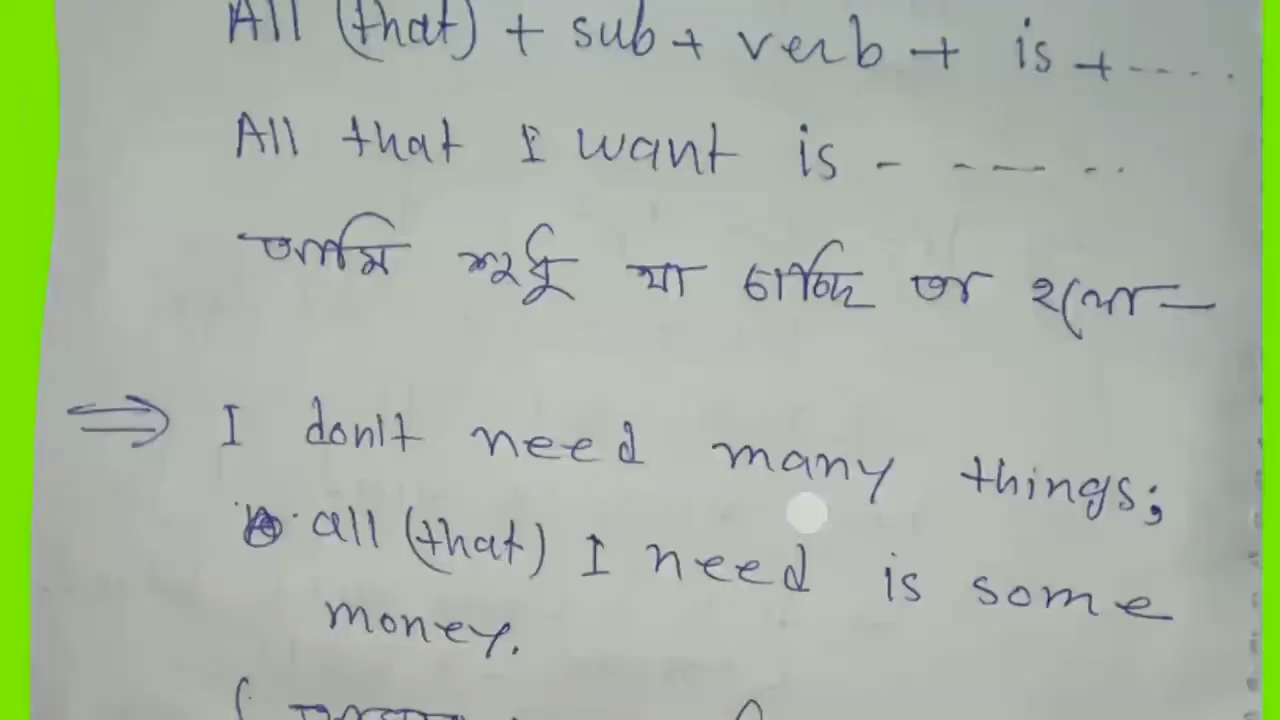 All (that) + sub + verb + is + ‐‐‐‐
All that I want is - - — - -
আমি শুধু যা চাচ্ছি তা হলো—
⇒ I don't need many things;
all (that) I need is some
money.
(